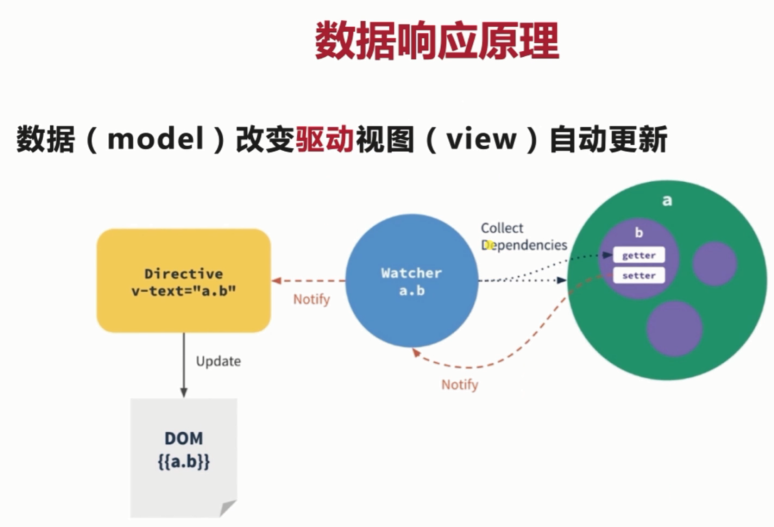 数据响应原理
数据（model）改变驱动视图（view）自动更新
Directive
v-text="a.b"
Notify
Watcher
a.b
Collect
Dependencies
a
b
getter
setter
Notify
Update
DOM
{{a.b}}